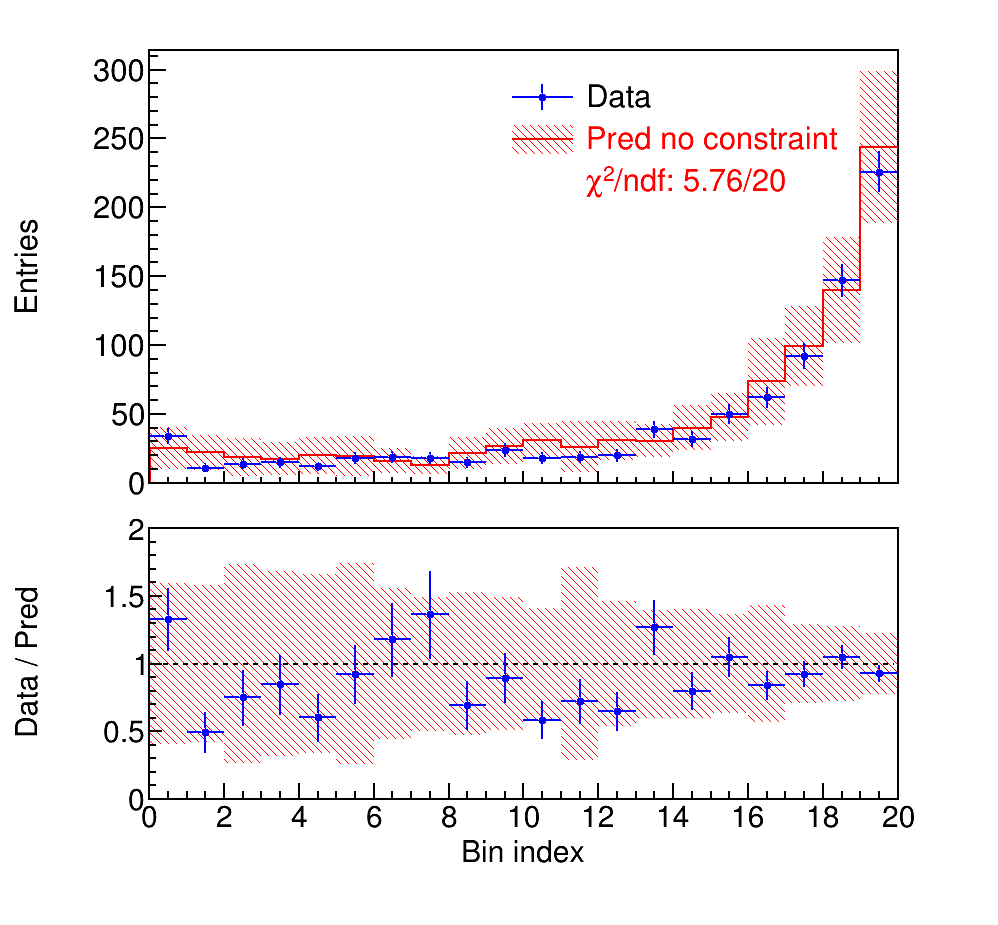 300
250
200
150
100
50
0
Entries
Data
Pred no constraint
χ²/ndf: 5.76/20
2
1.5
1
0.5
0
Data / Pred
0 2 4 6 8 10 12 14 16 18 20
Bin index